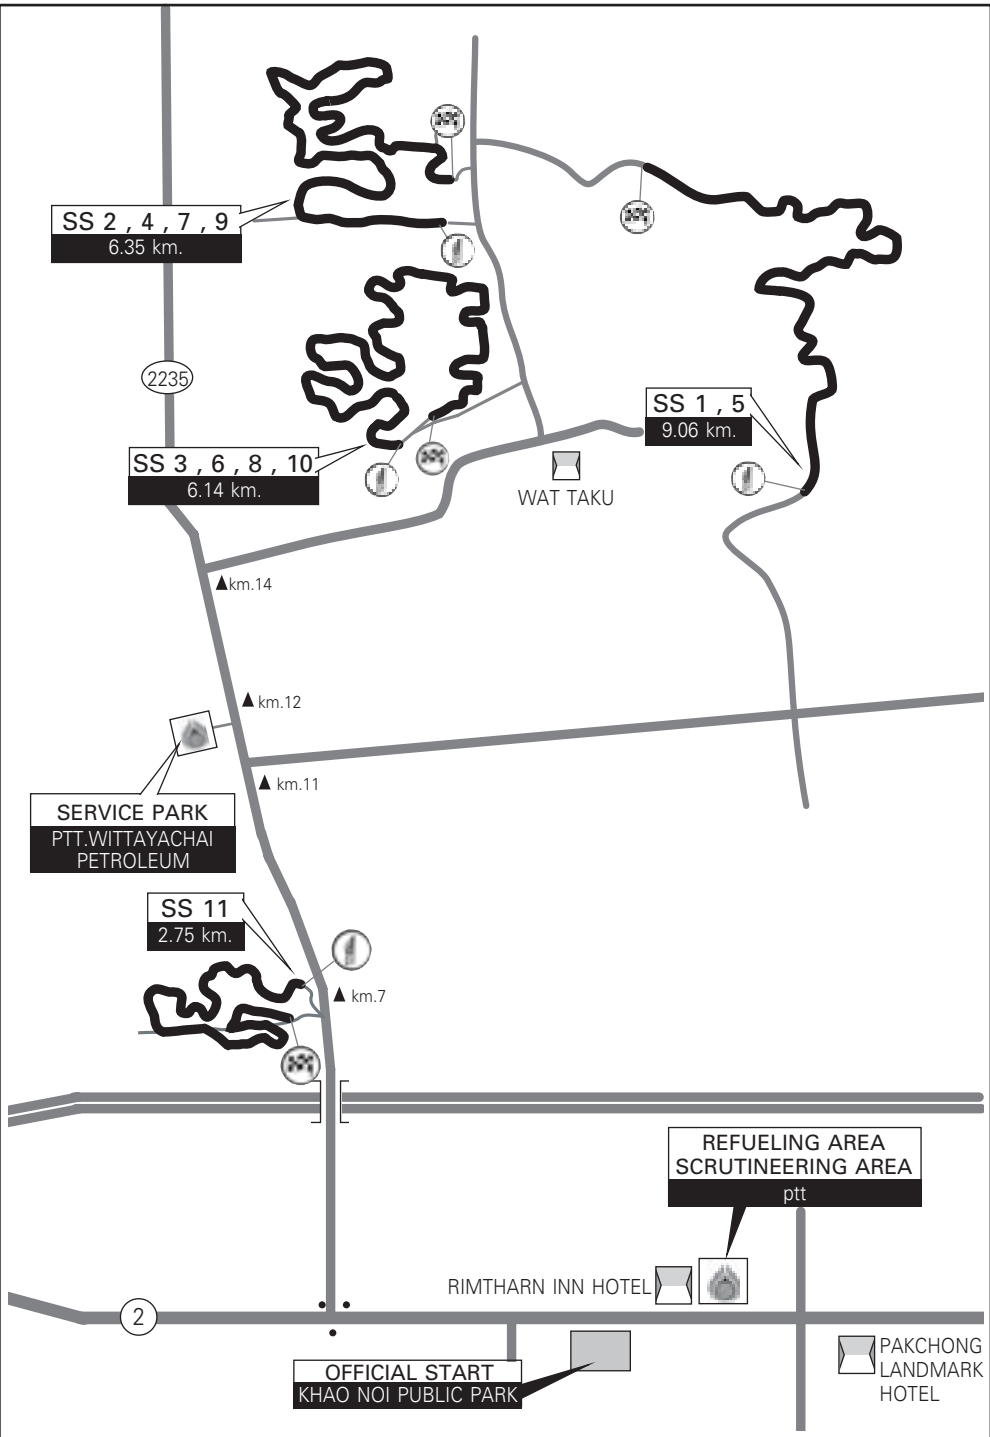 SS 2 , 4 , 7 , 9
6.35 km.
2235
SS 1 , 5
9.06 km.
SS 3 , 6 , 8 , 10
6.14 km.
WAT TAKU
km.14
km.12
km.11
SERVICE PARK
PTT.WITTAYACHAI
PETROLEUM
SS 11
2.75 km.
km.7
REFUELING AREA
SCRUTINEERING AREA
ptt
RIMTHARN INN HOTEL
2
OFFICIAL START
KHAO NOI PUBLIC PARK
PAKCHONG
LANDMARK
HOTEL